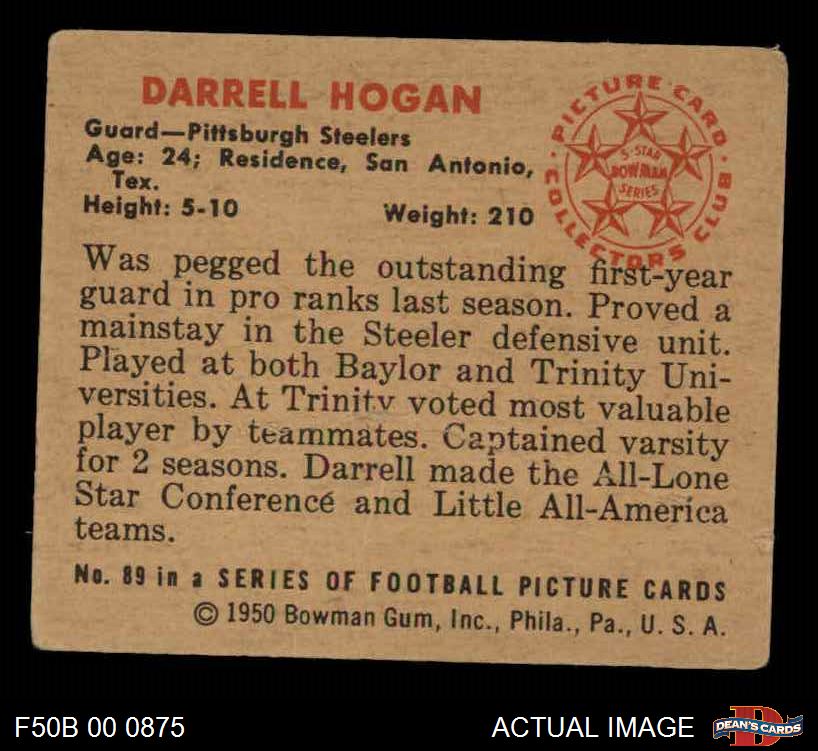 DARRELL HOGAN
Guard—Pittsburgh Steelers
Age: 24; Residence, San Antonio,
Tex.
Height: 5-10 Weight: 210
PICTURE CARD COLLECTORS CLUB
5-STAR
BOWMAN
SERIES
Was pegged the outstanding first-year
guard in pro ranks last season. Proved a
mainstay in the Steeler defensive unit.
Played at both Baylor and Trinity Uni-
versities. At Trinity voted most valuable
player by teammates. Captained varsity
for 2 seasons. Darrell made the All-Lone
Star Conference and Little All-America
teams.
No. 89 in a SERIES OF FOOTBALL PICTURE CARDS
© 1950 Bowman Gum, Inc., Phila., Pa., U. S. A.
F50B 00 0875 ACTUAL IMAGE DEAN'S CARDS